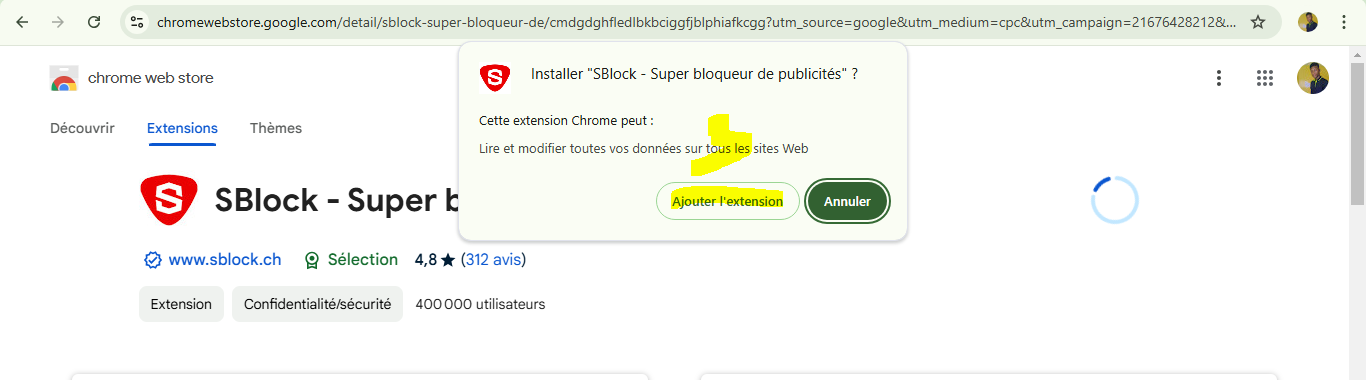 chromewebstore.google.com/detail/sblock-super-bloqueur-de/cmdgdghfledlbkbciggfjblphiafkcgg?utm_source=google&utm_medium=cpc&utm_campaign=21676428212&...
chrome web store
Installer "SBlock - Super bloqueur de publicités" ?
Cette extension Chrome peut :
Lire et modifier toutes vos données sur tous les sites Web
Ajouter l'extension
Annuler
Découvrir
Extensions
Thèmes
S
SBlock - Super b
www.sblock.ch
Sélection
4,8 ★ (312 avis)
Extension
Confidentialité/sécurité
400 000 utilisateurs